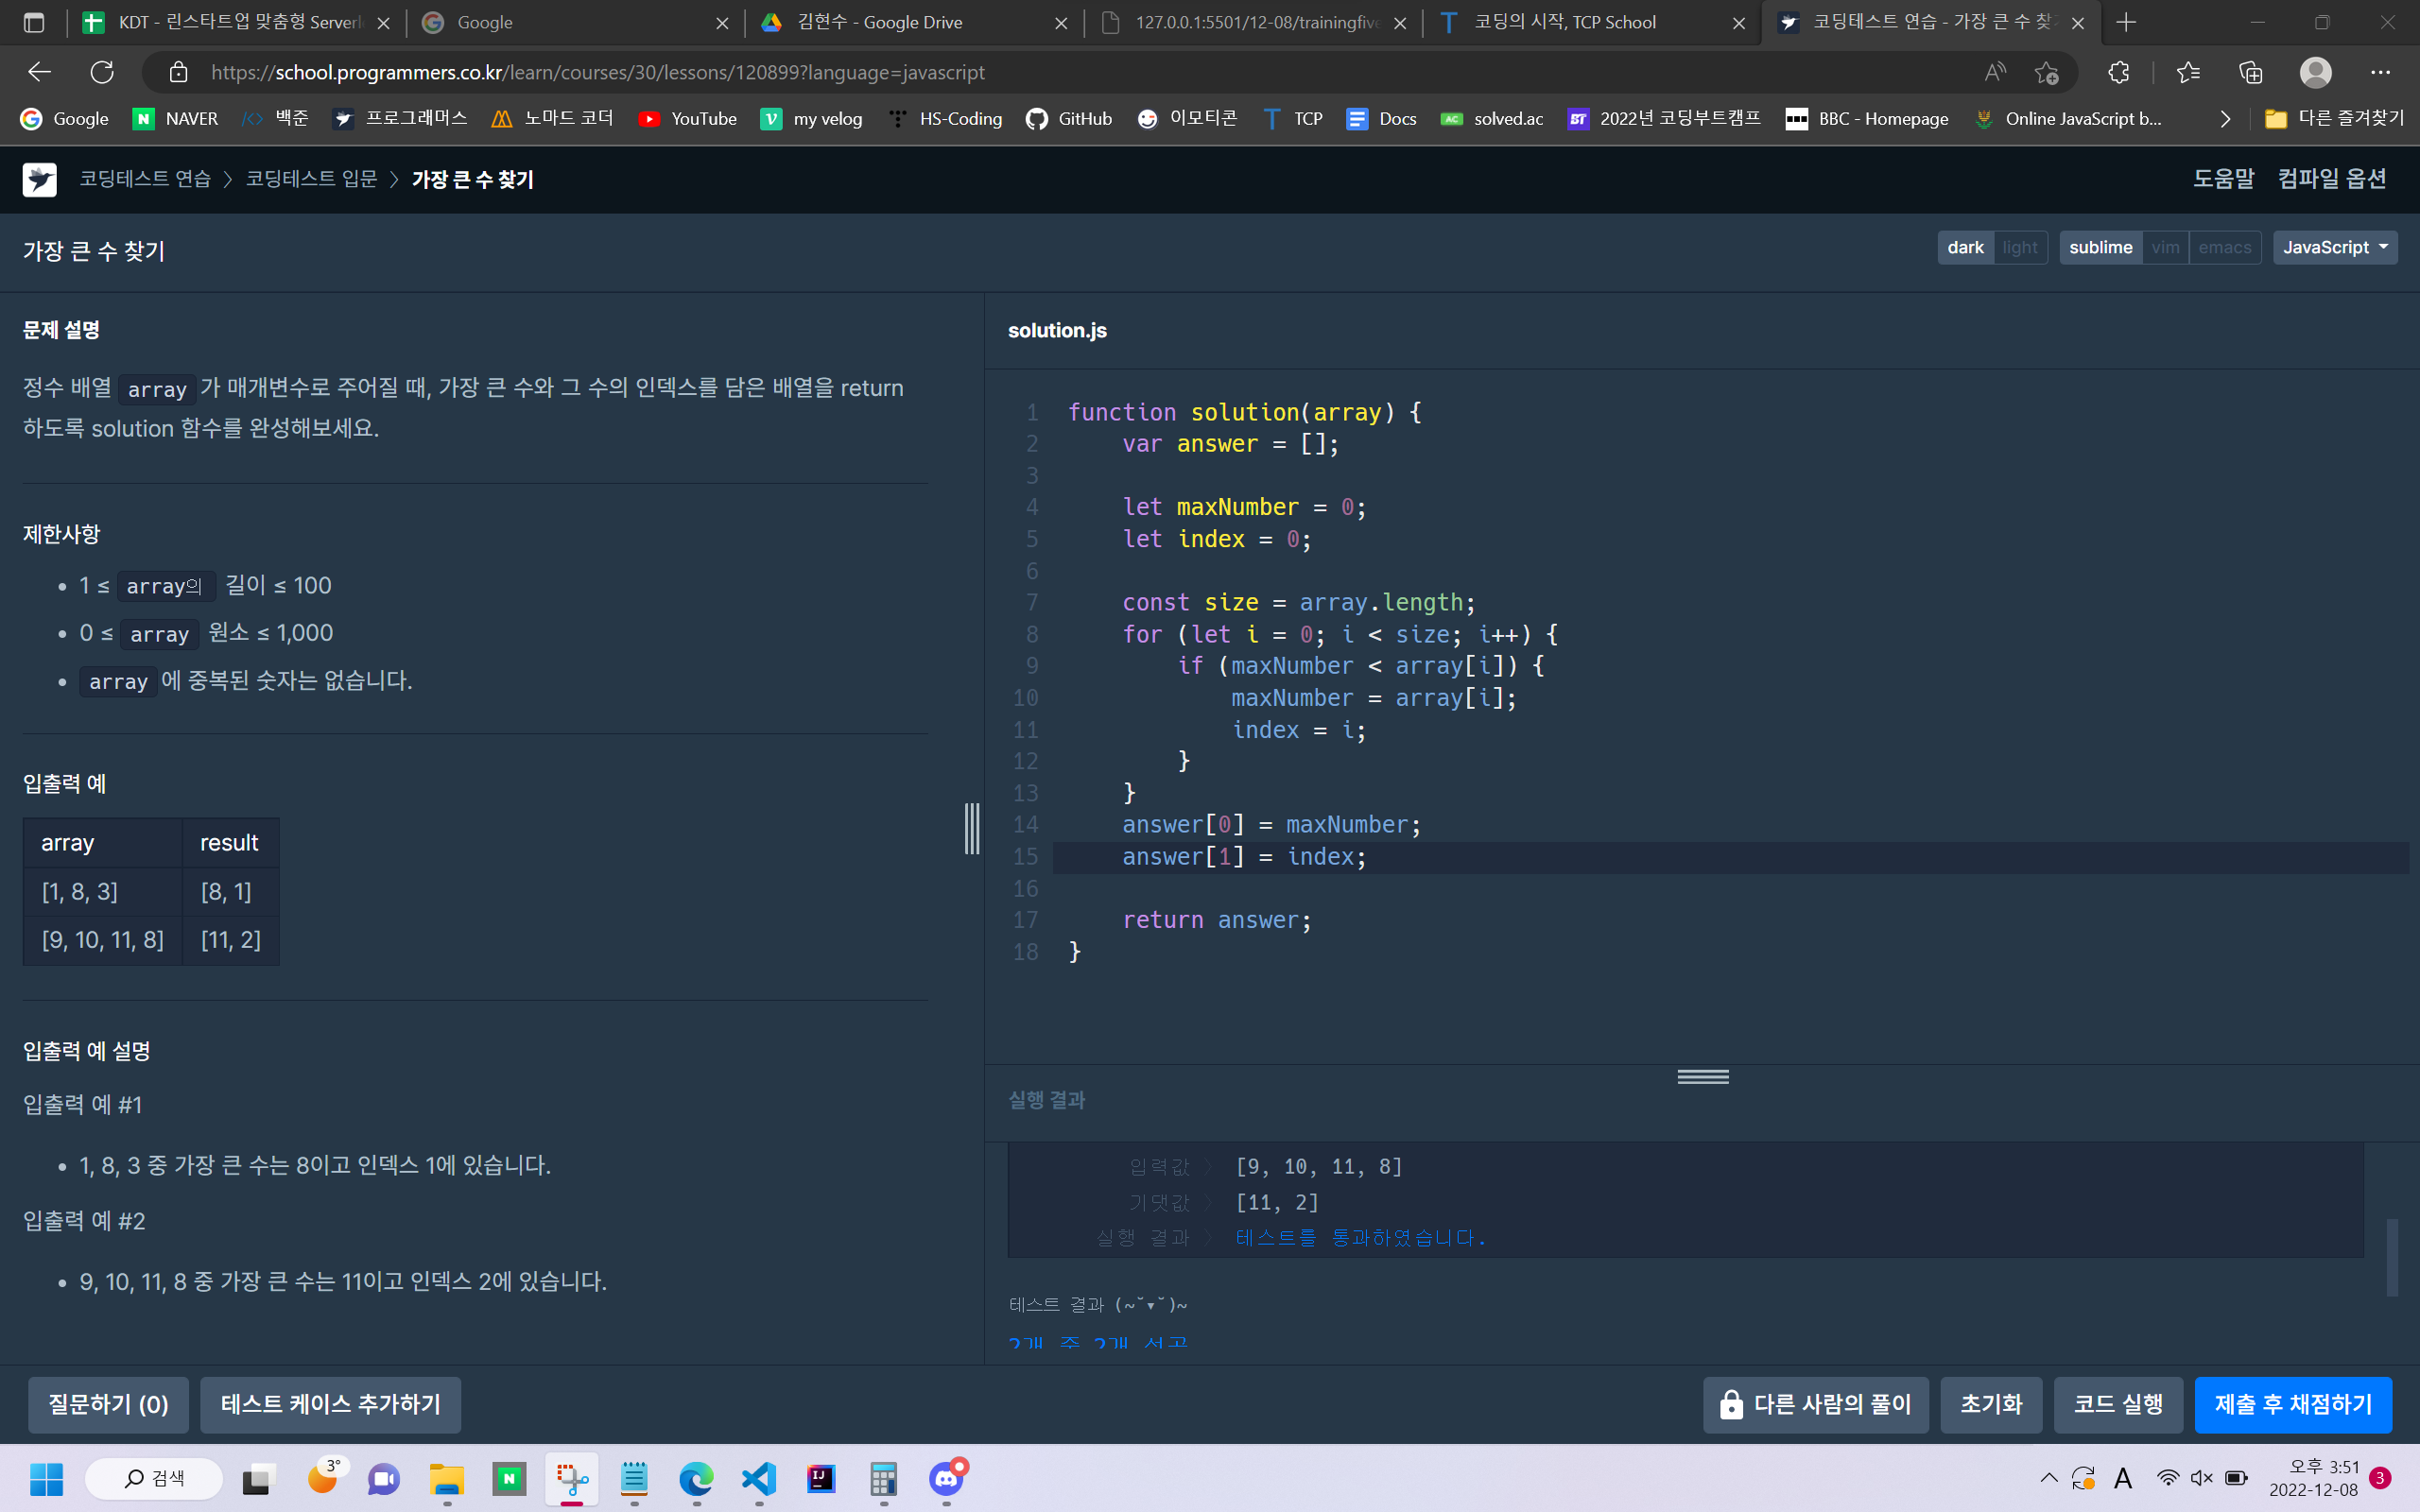 KDT - 린스타트업 맞춤형 Serverl
Google
김현수 - Google Drive
127.0.0.1:5501/12-08/trainingfive
코딩의 시작, TCP School
코딩테스트 연습 - 가장 큰 수 찾기
https://school.programmers.co.kr/learn/courses/30/lessons/120899?language=javascript
Google
NAVER
백준
프로그래머스
노마드 코더
YouTube
my velog
HS-Coding
GitHub
이모티콘
TCP
Docs
solved.ac
2022년 코딩부트캠프
BBC - Homepage
Online JavaScript b...
다른 즐겨찾기
코딩테스트 연습 > 코딩테스트 입문 > 가장 큰 수 찾기
도움말 컴파일 옵션
가장 큰 수 찾기
dark light sublime vim emacs JavaScript
문제 설명
정수 배열 array 가 매개변수로 주어질 때, 가장 큰 수와 그 수의 인덱스를 담은 배열을 return
하도록 solution 함수를 완성해보세요.
제한사항
• 1 ≤ array의 길이 ≤ 100
• 0 ≤ array 원소 ≤ 1,000
• array 에 중복된 숫자는 없습니다.
입출력 예
array result
[1, 8, 3] [8, 1]
[9, 10, 11, 8] [11, 2]
입출력 예 설명
입출력 예 #1
• 1, 8, 3 중 가장 큰 수는 8이고 인덱스 1에 있습니다.
입출력 예 #2
• 9, 10, 11, 8 중 가장 큰 수는 11이고 인덱스 2에 있습니다.
solution.js
1 function solution(array) {
2     var answer = [];
3
4     let maxNumber = 0;
5     let index = 0;
6
7     const size = array.length;
8     for (let i = 0; i < size; i++) {
9         if (maxNumber < array[i]) {
10             maxNumber = array[i];
11             index = i;
12         }
13     }
14     answer[0] = maxNumber;
15     answer[1] = index;
16
17     return answer;
18 }
실행 결과
입력값 〉 [9, 10, 11, 8]
기댓값 〉 [11, 2]
실행 결과 〉 테스트를 통과하였습니다.
테스트 결과 (~˘▾˘)~
2개 중 2개 성공
질문하기 (0)
테스트 케이스 추가하기
다른 사람의 풀이
초기화
코드 실행
제출 후 채점하기
검색
3°
N
IJ
A
오후 3:51
2022-12-08
3